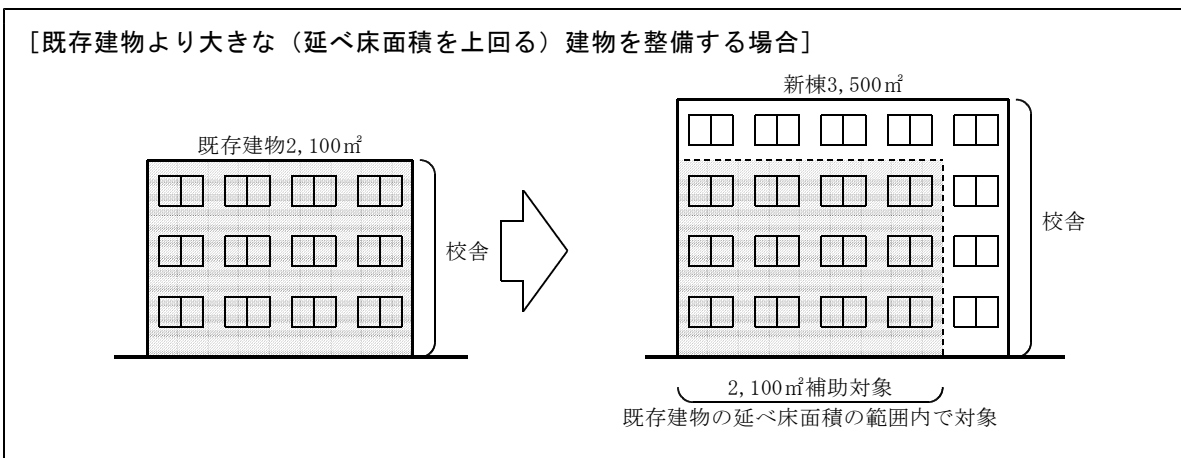 [既存建物より大きな（延べ床面積を上回る）建物を整備する場合]
新棟3,500㎡
既存建物2,100㎡
校舎
校舎
2,100㎡補助対象
既存建物の延べ床面積の範囲内で対象